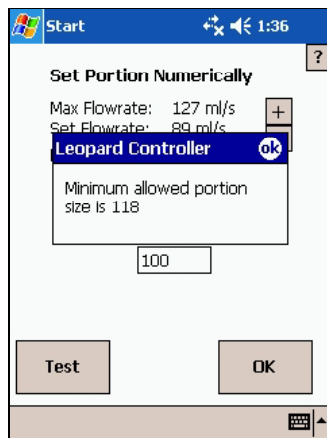 Start 1:36
?
Set Portion Numerically
Max Flowrate: 127 ml/s +
Set Flowrate: 89 ml/s
Leopard Controller ok
Minimum allowed portion
size is 118
100
Test OK